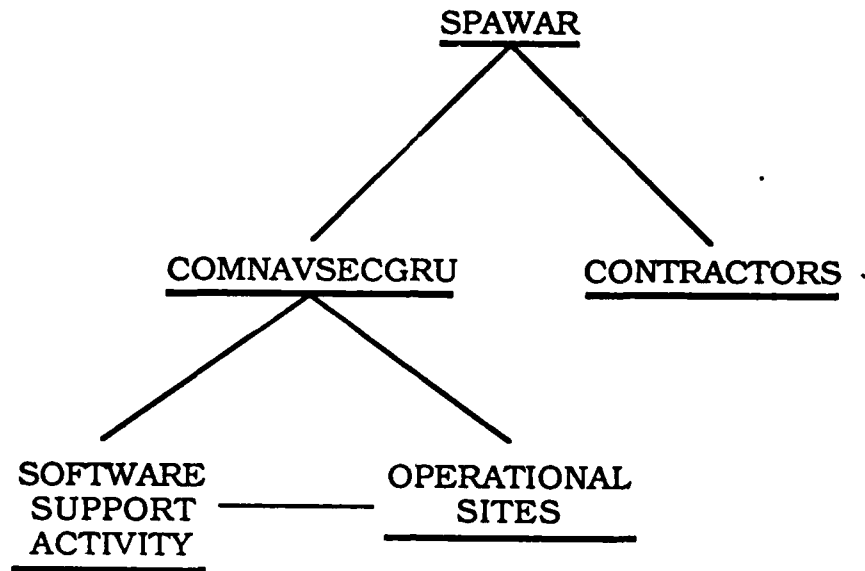 SPAWAR
COMNAVSECGRU
CONTRACTORS
SOFTWARE
SUPPORT
ACTIVITY
OPERATIONAL
SITES